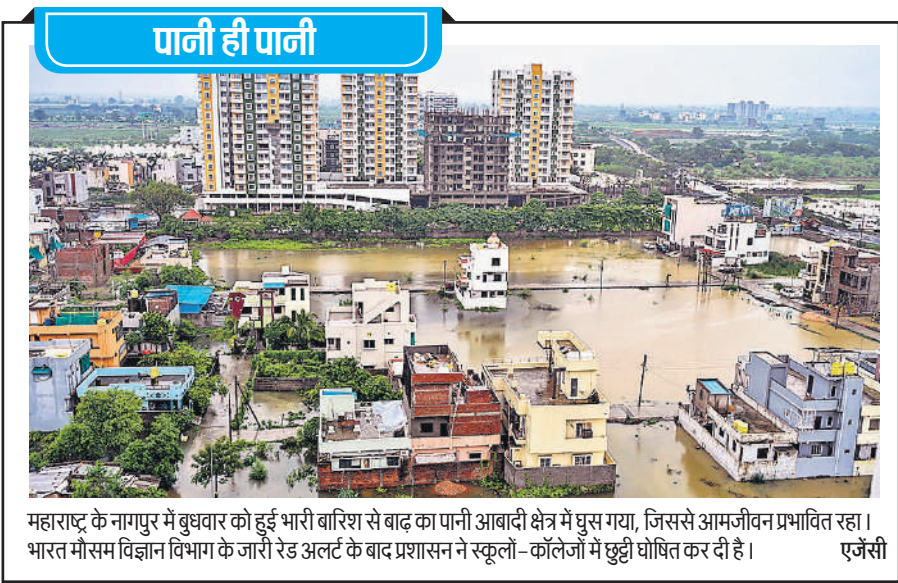 पानी ही पानी
महाराष्ट्र के नागपुर में बुधवार को हुई भारी बारिश से बाढ़ का पानी आबादी क्षेत्र में घुस गया, जिससे आमजीवन प्रभावित रहा।
भारत मौसम विज्ञान विभाग के जारी रेड अलर्ट के बाद प्रशासन ने स्कूलों-कॉलेजों में छुट्टी घोषित कर दी है। एजेंसी